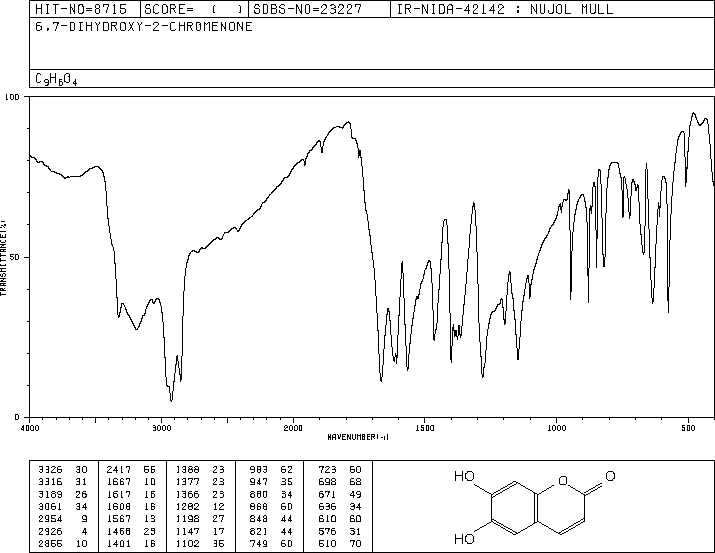 HIT-NO=8715 SCORE= ( ) SDBS-NO=23227 IR-NIDA-42142 : NUJOL MULL
6,7-DIHYDROXY-2-CHROMENONE
C9H6O4
100
50
0
TRANSMITTANCE(%)
4000 3000 2000 1500 1000 500
WAVENUMBER(-1)
3326 30 2417 55 1388 23 983 62 723 60
3316 31 1667 10 1377 23 947 35 698 68
3189 26 1617 16 1366 23 880 34 671 49
3061 34 1608 16 1282 12 868 60 636 34
2954 9 1567 13 1198 27 848 44 610 60
2926 4 1468 23 1147 17 821 44 576 31
2855 10 1401 16 1102 35 749 60 510 70
HO
HO
O
O